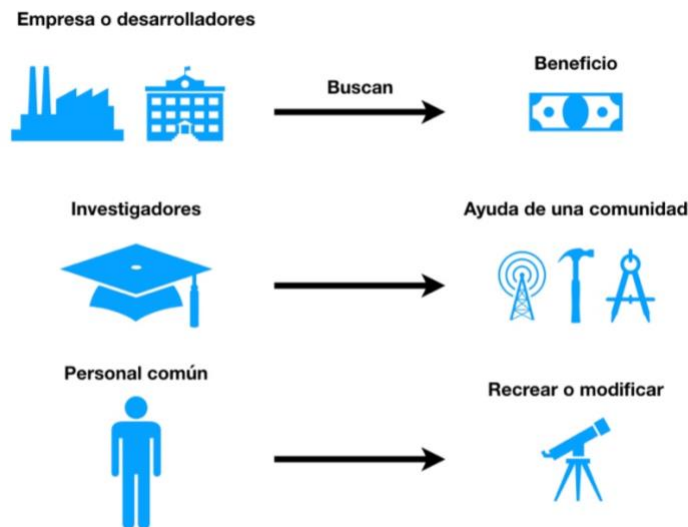 Empresa o desarrolladores
Buscan
Beneficio
Investigadores
Ayuda de una comunidad
Personal común
Recrear o modificar